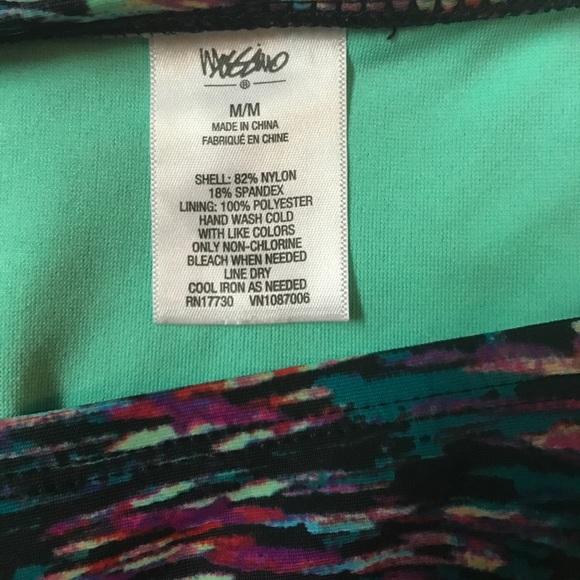 Mossimo
®
M/M
MADE IN CHINA
FABRIQUÉ EN CHINE
SHELL: 82% NYLON
18% SPANDEX
LINING: 100% POLYESTER
HAND WASH COLD
WITH LIKE COLORS
ONLY NON-CHLORINE
BLEACH WHEN NEEDED
LINE DRY
COOL IRON AS NEEDED
RN17730 VN1087006